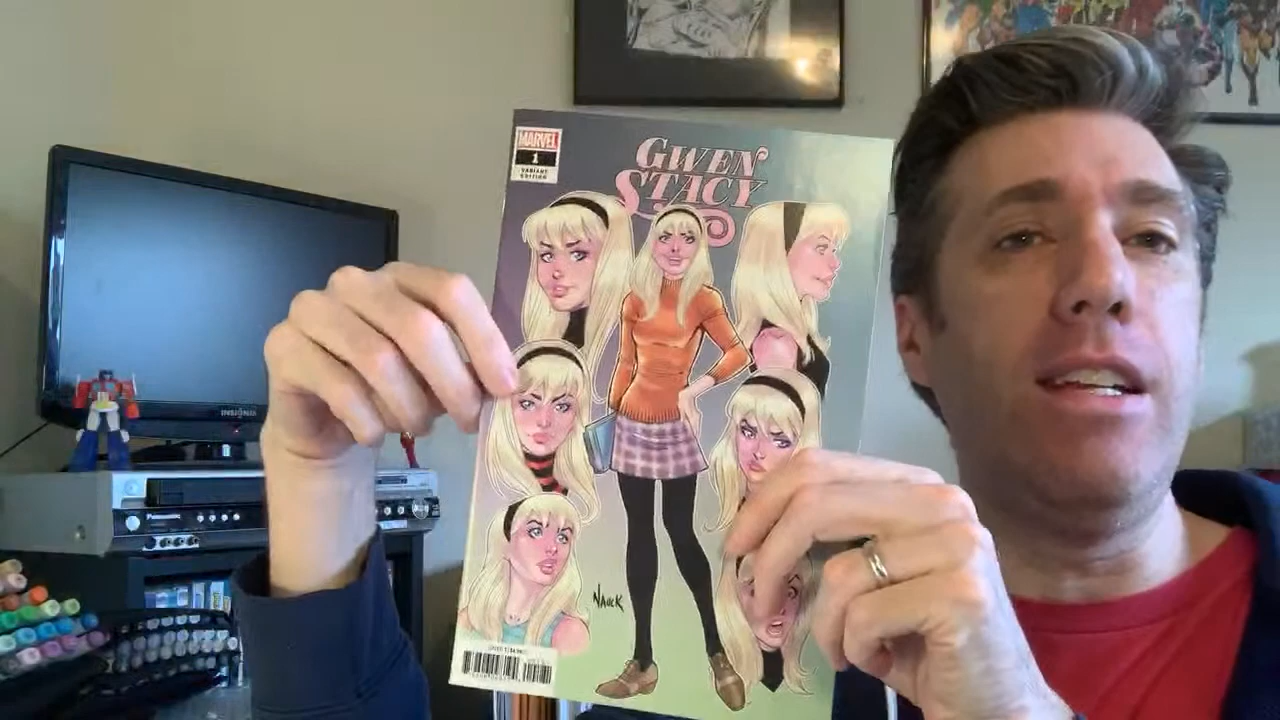 MARVEL
1
VARIANT
EDITION
GWEN
STACY
NAUCK
INSIGNIA
Panasonic